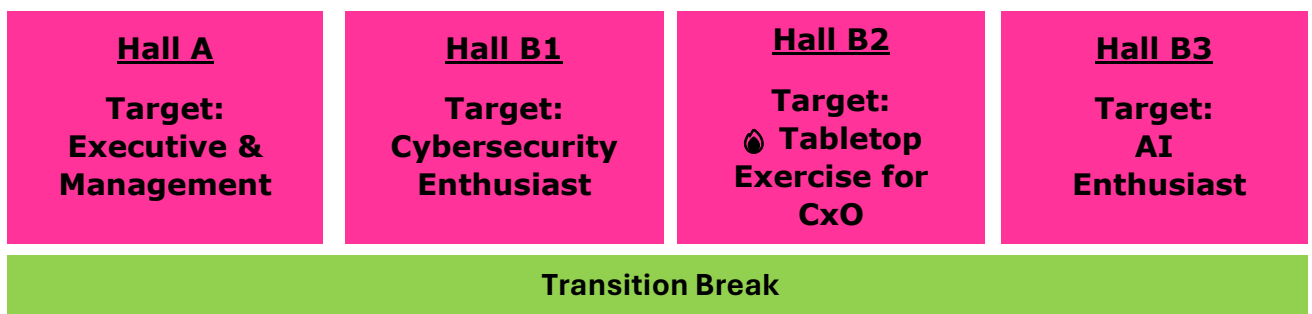 Hall A
Target:
Executive &
Management
Hall B1
Target:
Cybersecurity
Enthusiast
Hall B2
Target:
🔥 Tabletop
Exercise for
CxO
Hall B3
Target:
AI
Enthusiast
Transition Break